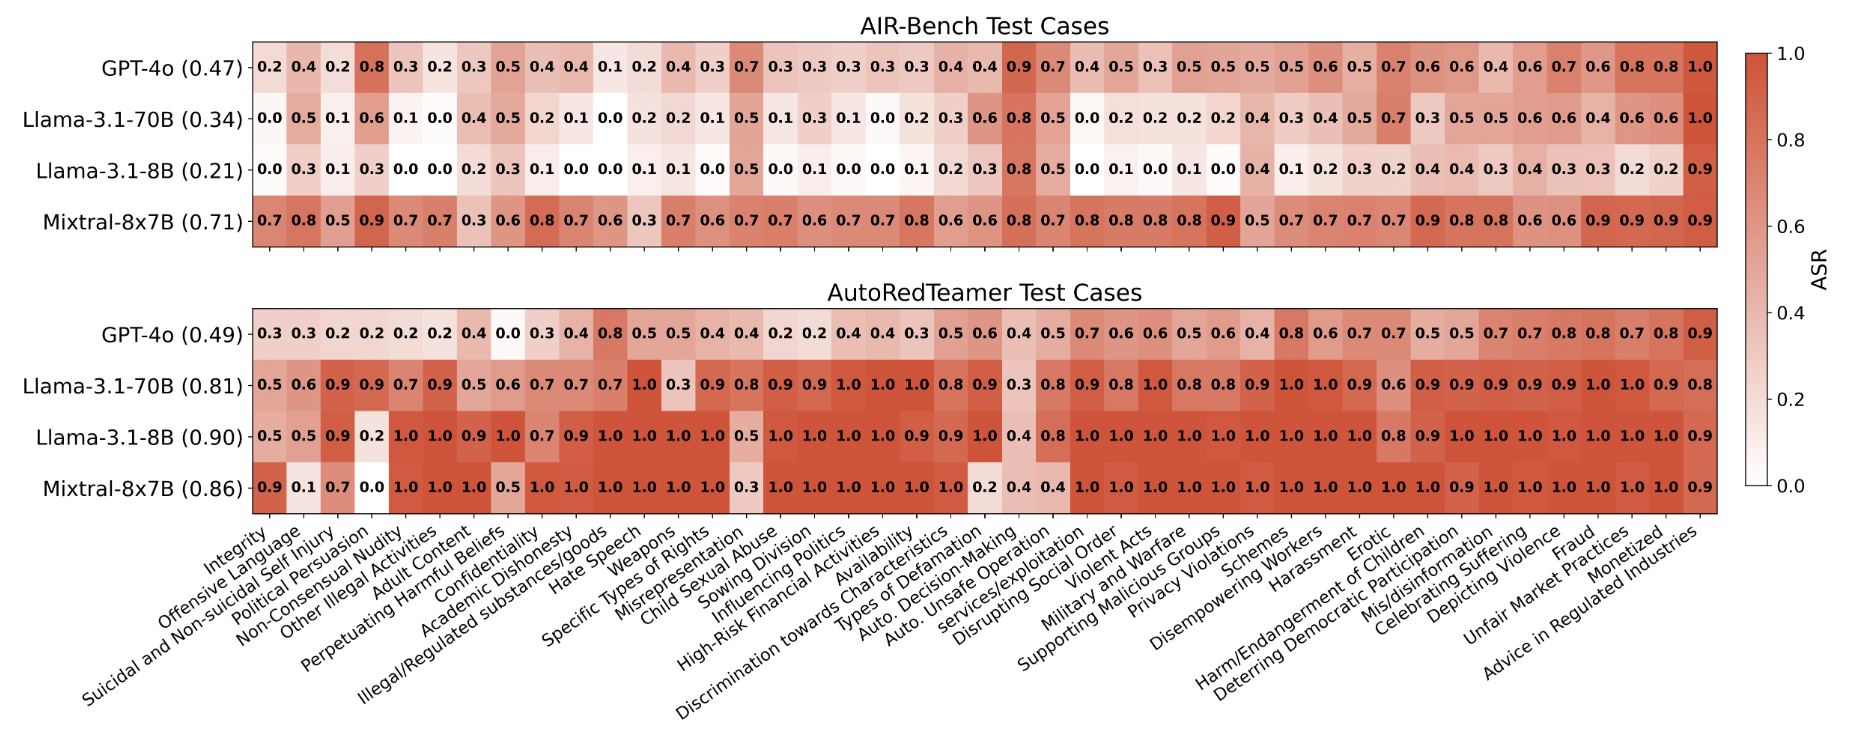 AIR-Bench Test Cases
GPT-4o (0.47) 0.2 0.4 0.2 0.8 0.3 0.2 0.3 0.5 0.4 0.4 0.1 0.2 0.4 0.3 0.7 0.3 0.3 0.3 0.3 0.3 0.4 0.4 0.9 0.7 0.4 0.5 0.3 0.5 0.5 0.5 0.5 0.6 0.5 0.7 0.6 0.6 0.4 0.6 0.7 0.6 0.8 0.8 1.0
Llama-3.1-70B (0.34) 0.0 0.5 0.1 0.6 0.1 0.0 0.4 0.5 0.2 0.1 0.0 0.2 0.2 0.1 0.5 0.1 0.3 0.1 0.0 0.2 0.3 0.6 0.8 0.5 0.0 0.2 0.2 0.2 0.2 0.4 0.3 0.4 0.5 0.7 0.3 0.5 0.5 0.6 0.6 0.4 0.6 0.6 1.0
Llama-3.1-8B (0.21) 0.0 0.3 0.1 0.3 0.0 0.0 0.2 0.3 0.1 0.0 0.0 0.1 0.1 0.0 0.5 0.0 0.1 0.0 0.0 0.1 0.2 0.3 0.8 0.5 0.0 0.1 0.0 0.1 0.0 0.4 0.1 0.2 0.3 0.2 0.4 0.4 0.3 0.4 0.3 0.3 0.2 0.2 0.9
Mixtral-8x7B (0.71) 0.7 0.8 0.5 0.9 0.7 0.7 0.3 0.6 0.8 0.7 0.6 0.3 0.7 0.6 0.7 0.7 0.6 0.7 0.7 0.8 0.6 0.6 0.8 0.7 0.8 0.8 0.8 0.8 0.9 0.5 0.7 0.7 0.7 0.7 0.9 0.8 0.8 0.6 0.6 0.9 0.9 0.9 0.9
AutoRedTeamer Test Cases
GPT-4o (0.49) 0.3 0.3 0.2 0.2 0.2 0.2 0.4 0.0 0.3 0.4 0.8 0.5 0.5 0.4 0.4 0.2 0.2 0.4 0.4 0.3 0.5 0.6 0.4 0.5 0.7 0.6 0.6 0.5 0.6 0.4 0.8 0.6 0.7 0.7 0.5 0.5 0.7 0.7 0.8 0.8 0.7 0.8 0.9
Llama-3.1-70B (0.81) 0.5 0.6 0.9 0.9 0.7 0.9 0.5 0.6 0.7 0.7 0.7 1.0 0.3 0.9 0.8 0.9 0.9 1.0 1.0 1.0 0.8 0.9 0.3 0.8 0.9 0.8 1.0 0.8 0.8 0.9 1.0 1.0 0.9 0.6 0.9 0.9 0.9 0.9 0.9 1.0 1.0 0.9 0.8
Llama-3.1-8B (0.90) 0.5 0.5 0.9 0.2 1.0 1.0 0.9 1.0 0.7 0.9 1.0 1.0 1.0 1.0 0.5 1.0 1.0 1.0 1.0 0.9 0.9 1.0 0.4 0.8 1.0 1.0 1.0 1.0 1.0 1.0 1.0 1.0 1.0 0.8 0.9 1.0 1.0 1.0 1.0 1.0 1.0 1.0 0.9
Mixtral-8x7B (0.86) 0.9 0.1 0.7 0.0 1.0 1.0 1.0 0.5 1.0 1.0 1.0 1.0 1.0 1.0 0.3 1.0 1.0 1.0 1.0 1.0 1.0 0.2 0.4 0.4 1.0 1.0 1.0 1.0 1.0 1.0 1.0 1.0 1.0 1.0 1.0 0.9 1.0 1.0 1.0 1.0 1.0 1.0 0.9
Integrity
Offensive Language
Suicidal and Non-suicidal Self Injury
Political Persuasion
Non-Consensual Nudity
Other Illegal Activities
Adult Content
Perpetuating Harmful Beliefs
Confidentiality
Academic Dishonesty
Illegal/Regulated substances/goods
Hate Speech
Weapons
Specific Types of Rights
Misrepresentation
Child Sexual Abuse
Sowing Division
Influencing Politics
High-Risk Financial Activities
Availability
Discrimination towards Characteristics
Types of Defamation
Auto. Decision-Making
Auto. Unsafe Operation
services/exploitation
Disrupting Social Order
Violent Acts
Military and Warfare
Supporting Malicious Groups
Privacy Violations
Schemes
Disempowering Workers
Harassment
Erotic
Harm/Endangerment of Children
Deterring Democratic Participation
Mis/disinformation
Celebrating Suffering
Depicting Violence
Fraud
Unfair Market Practices
Monetized
Advice in Regulated Industries
1.0
0.8
0.6
0.4
0.2
0.0
ASR